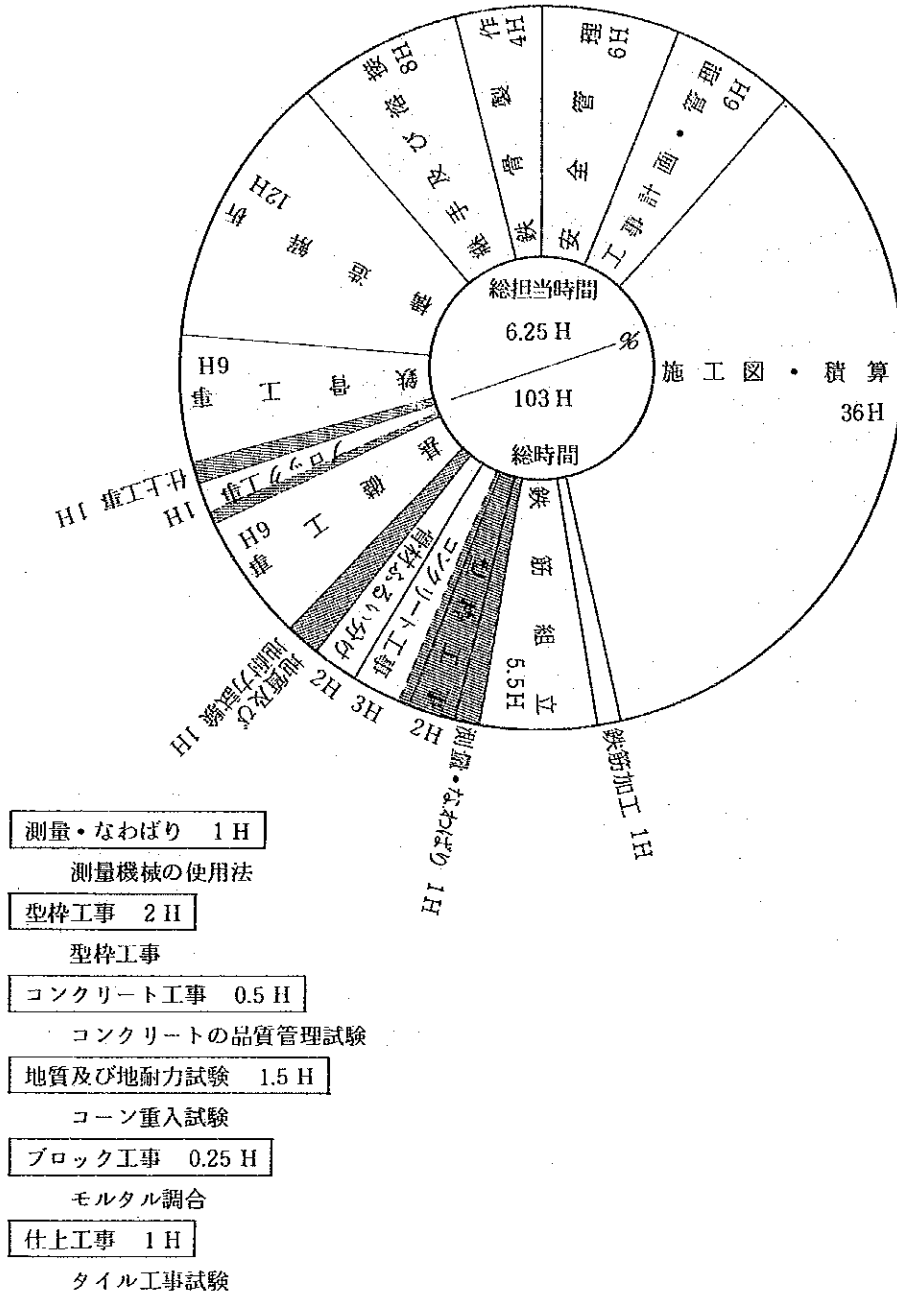 作
4H
鉄骨製
理
6H
安全管
工事計画・管理
6H
継手及び溶接
8H
構造解析
12H
総担当時間
6.25 H
%
103 H
総時間
施工図・積算
36H
鉄骨工事
6H
仕上工事 1H
ブロック工事
1H
基礎工事
6H
地質及び
地耐力試験 1H
骨材ふるい分け
2H
コンクリート工事
3H
型枠工事
2H
測量・なわばり 1H
鉄筋組立
5.5H
鉄筋加工 1H
測量・なわばり 1 H
測量機械の使用法
型枠工事 2 H
型枠工事
コンクリート工事 0.5 H
コンクリートの品質管理試験
地質及び地耐力試験 1.5 H
コーン重入試験
ブロック工事 0.25 H
モルタル調合
仕上工事 1 H
タイル工事試験